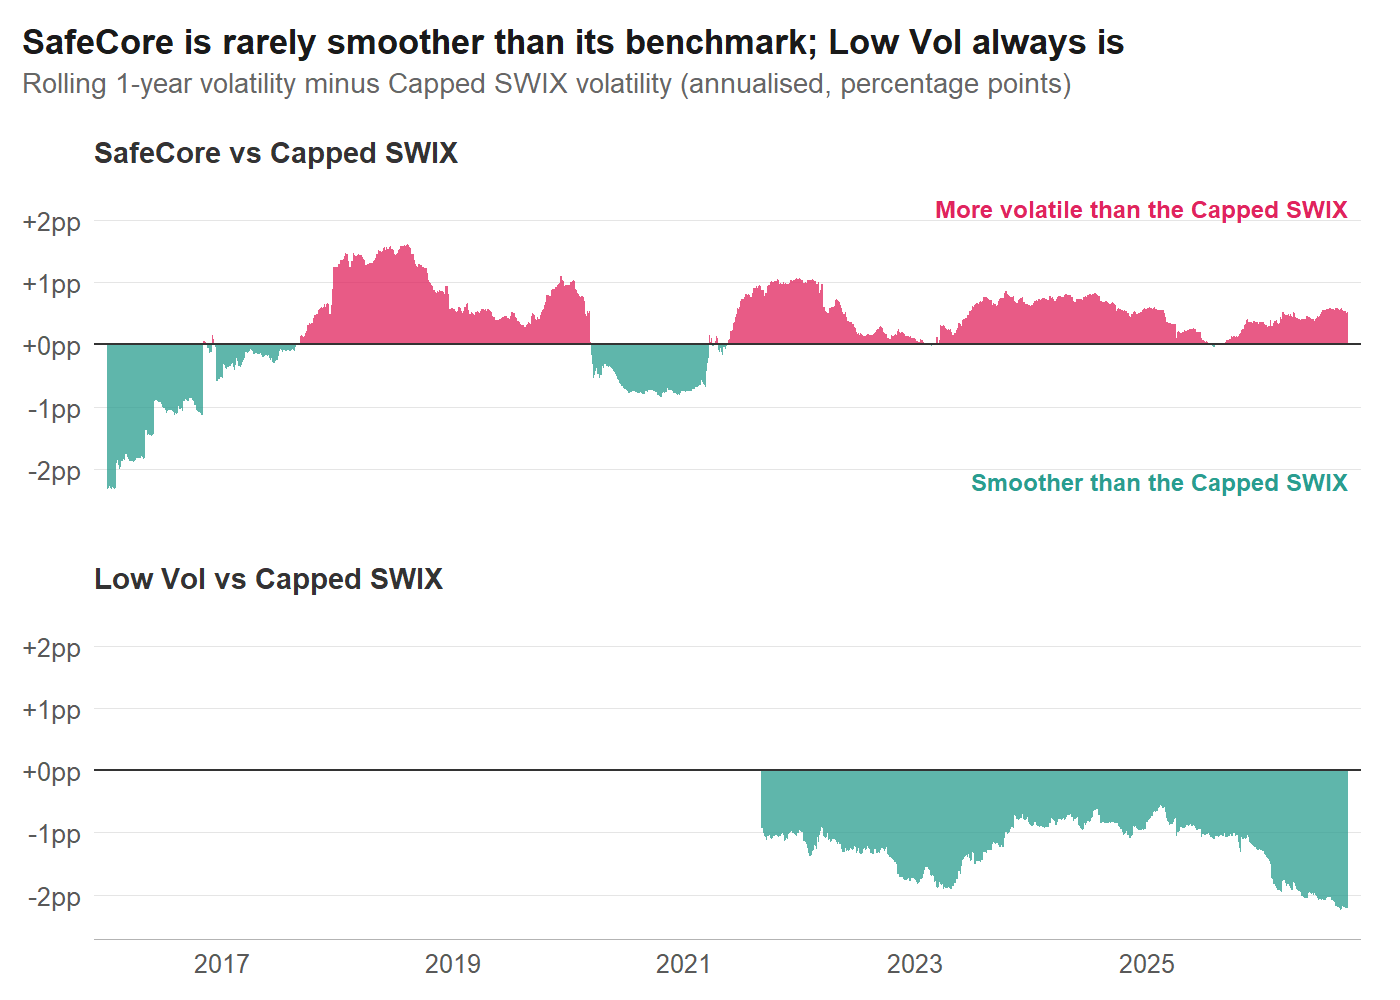 SafeCore is rarely smoother than its benchmark; Low Vol always is
Rolling 1-year volatility minus Capped SWIX volatility (annualised, percentage points)
SafeCore vs Capped SWIX
More volatile than the Capped SWIX
+2pp
+1pp
+0pp
-1pp
-2pp
Smoother than the Capped SWIX
Low Vol vs Capped SWIX
+2pp
+1pp
+0pp
-1pp
-2pp
2017 2019 2021 2023 2025